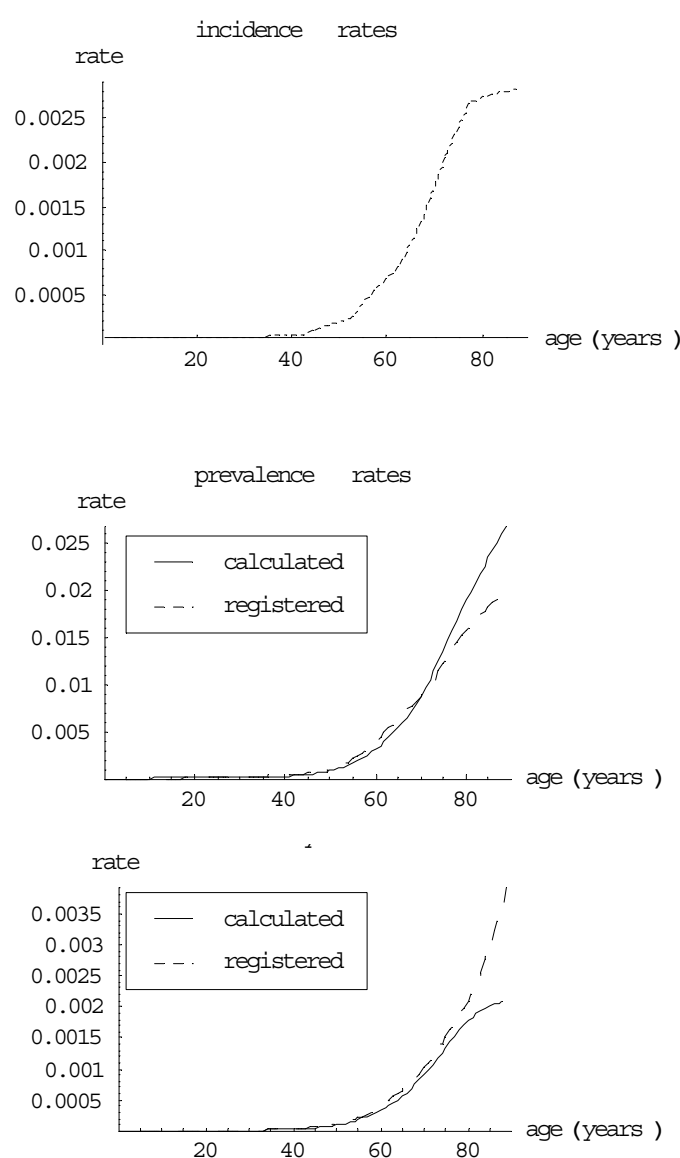 incidence rates
rate
0.0025
0.002
0.0015
0.001
0.0005
20 40 60 80
age (years )
prevalence rates
rate
0.025
0.02
0.015
0.01
0.005
calculated
registered
20 40 60 80
age (years )
rate
0.0035
0.003
0.0025
0.002
0.0015
0.001
0.0005
calculated
registered
20 40 60 80
age (years )